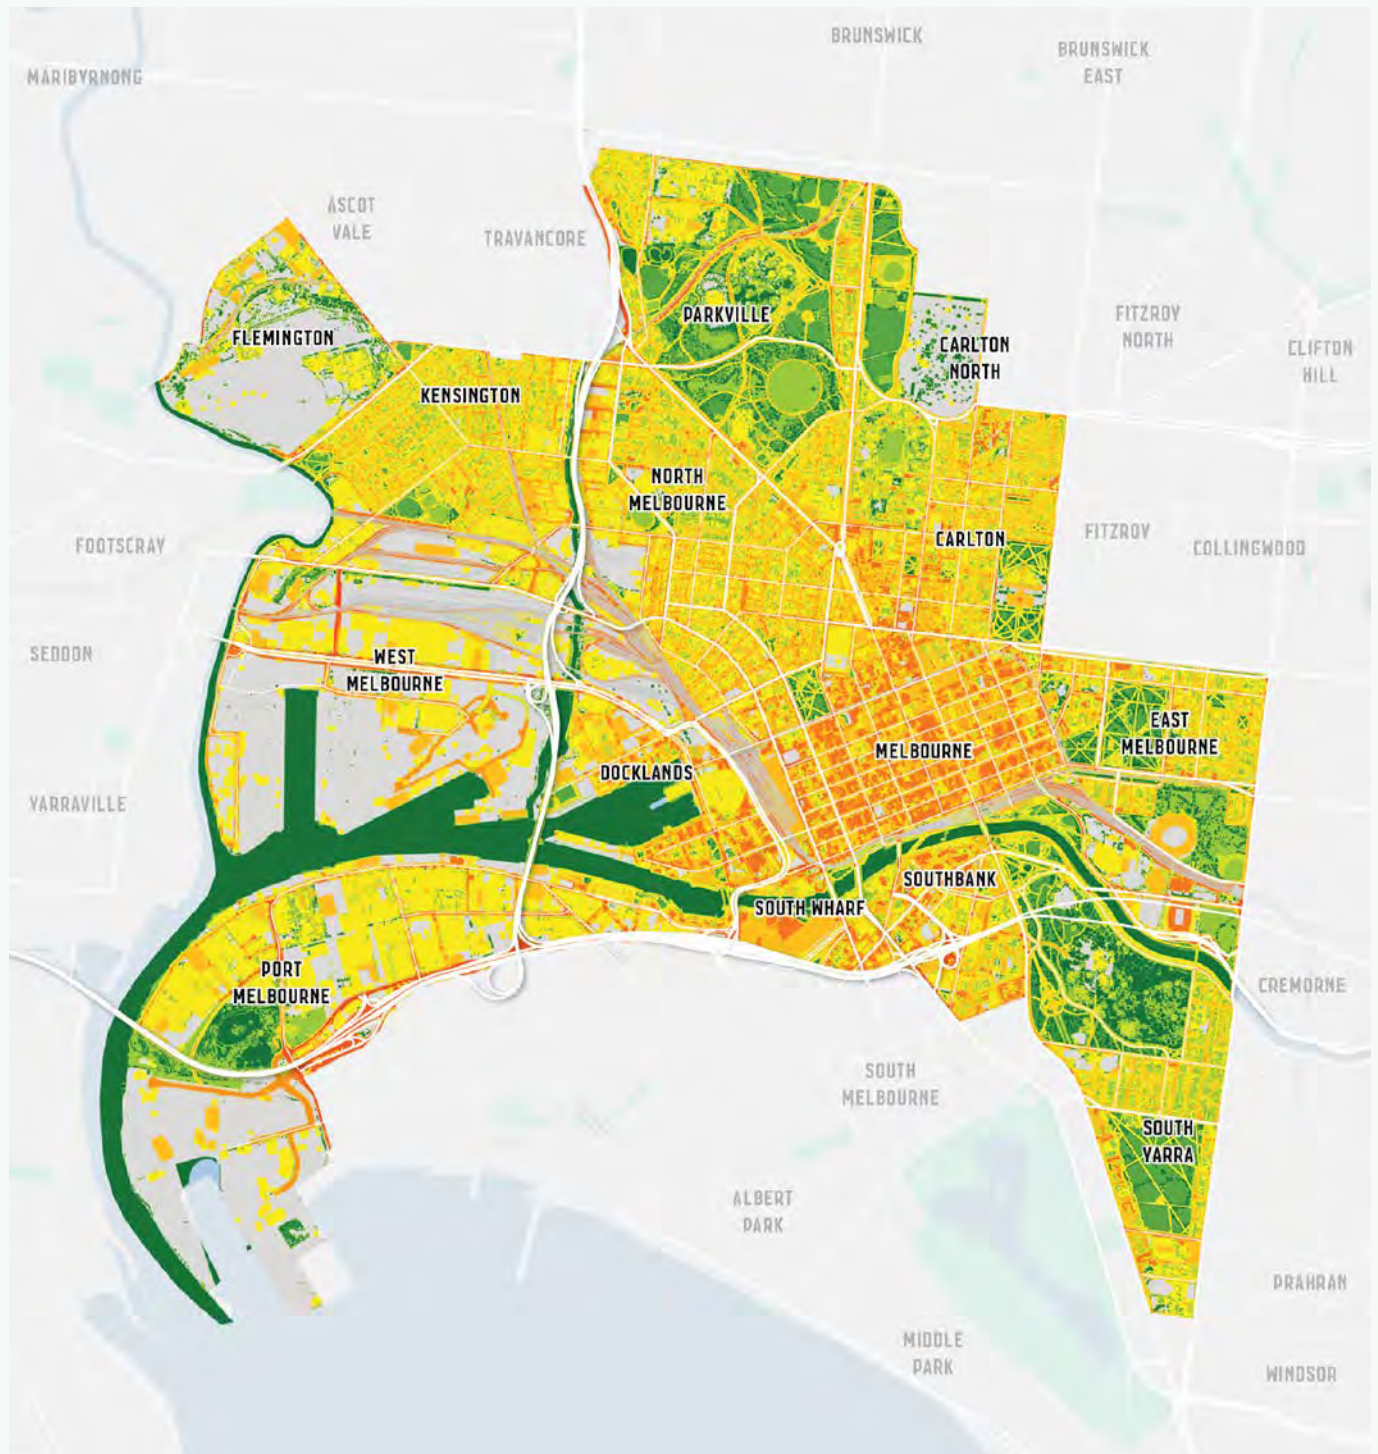 BRUNSWICK
BRUNSWICK
EAST
MARIBYRNONG
ASCOT
VALE
TRAVANCORE
PARKVILLE
FLEMINGTON
CARLTON
NORTH
FITZROY
NORTH
CLIFTON
HILL
KENSINGTON
NORTH
MELBOURNE
FOOTSCRAY
CARLTON
FITZROY
COLLINGWOOD
SEDDON
WEST
MELBOURNE
EAST
MELBOURNE
MELBOURNE
DOCKLANDS
YARRAVILLE
SOUTHBANK
SOUTH WHARF
PORT
MELBOURNE
CREMORNE
SOUTH
MELBOURNE
SOUTH
YARRA
ALBERT
PARK
PRAHRAN
MIDDLE
PARK
WINDSOR